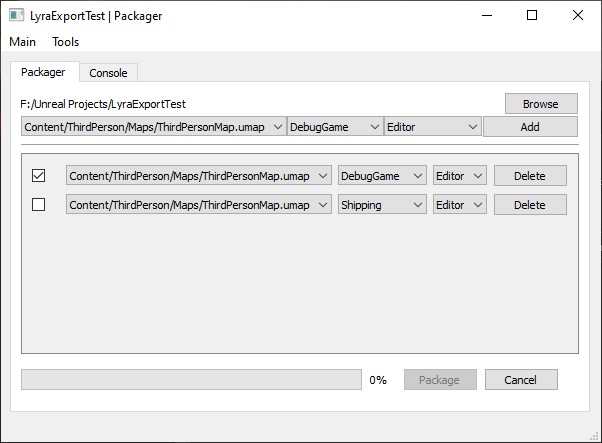 LyraExportTest | Packager
Main Tools
Packager Console
F:/Unreal Projects/LyraExportTest Browse
Content/ThirdPerson/Maps/ThirdPersonMap.umap DebugGame Editor Add
Content/ThirdPerson/Maps/ThirdPersonMap.umap DebugGame Editor Delete
Content/ThirdPerson/Maps/ThirdPersonMap.umap Shipping Editor Delete
0% Package Cancel